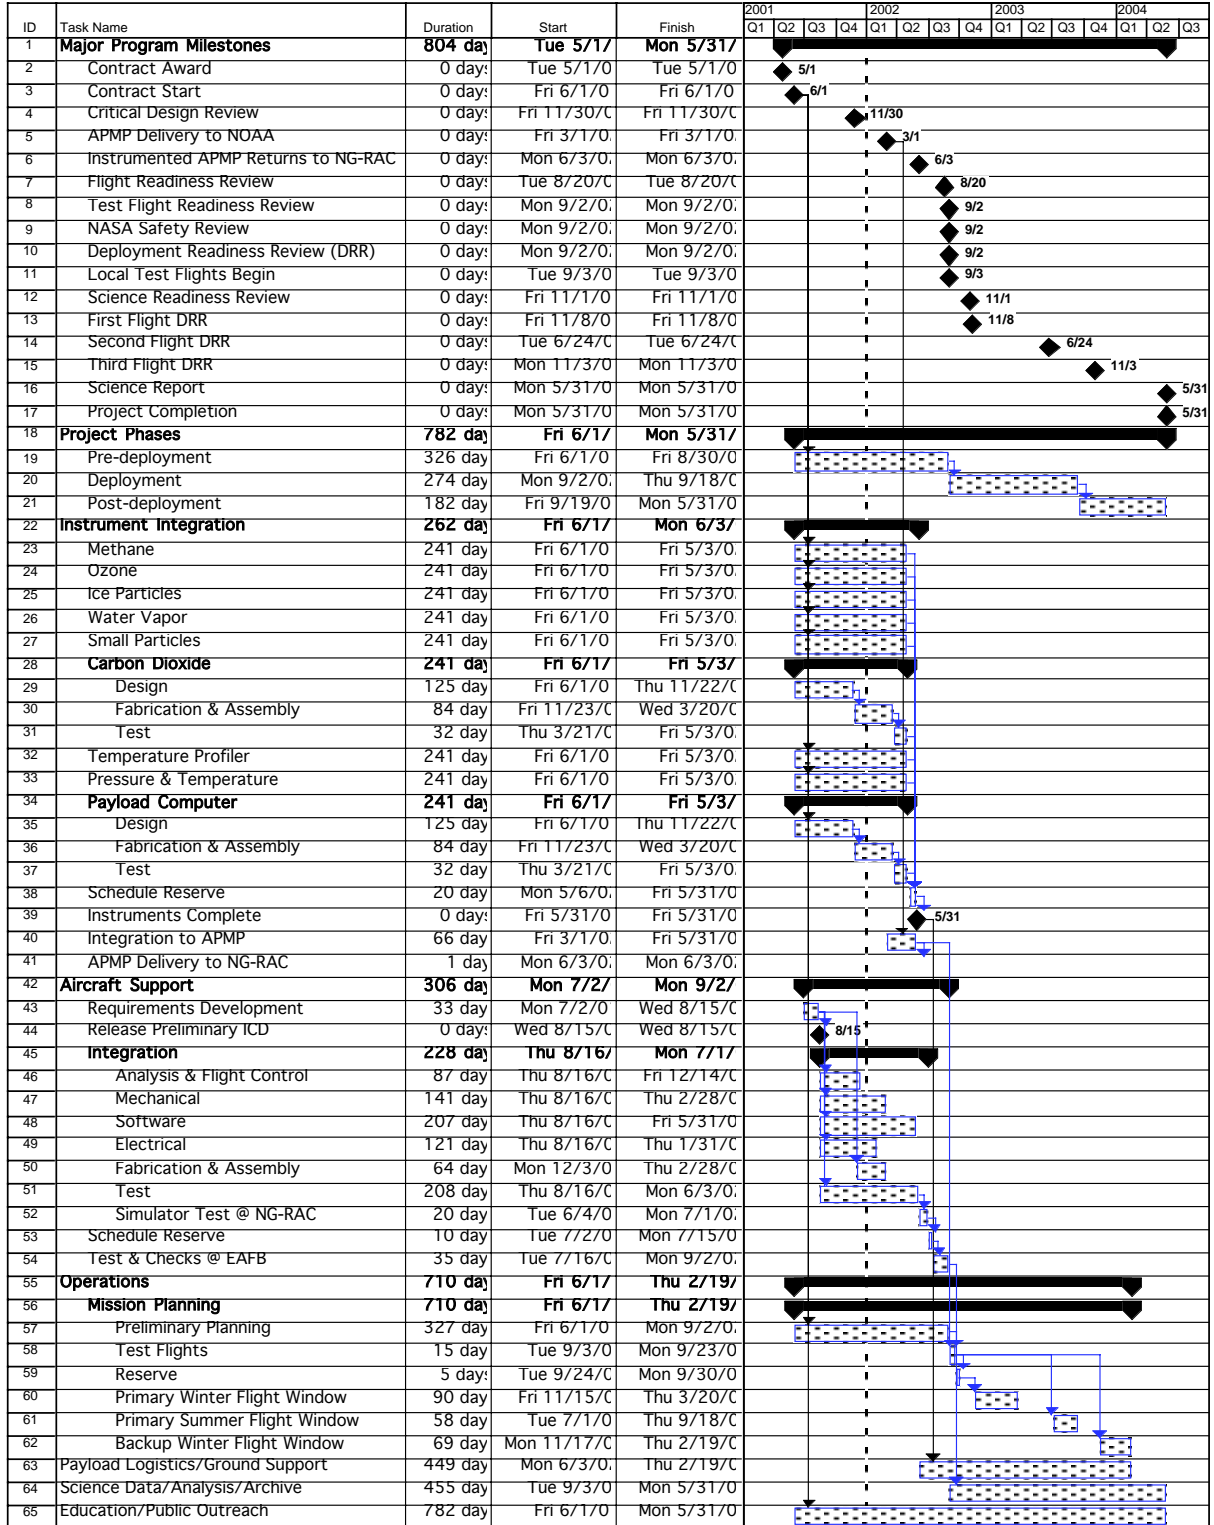 2001 2002 2003 2004
ID Task Name Duration Start Finish Q1 Q2 Q3 Q4 Q1 Q2 Q3 Q4 Q1 Q2 Q3 Q4 Q1 Q2 Q3
1 Major Program Milestones 804 day Tue 5/1/ Mon 5/31/
2 Contract Award 0 days Tue 5/1/0 Tue 5/1/0 5/1
3 Contract Start 0 days Fri 6/1/0 Fri 6/1/0 6/1
4 Critical Design Review 0 days Fri 11/30/0 Fri 11/30/0 11/30
5 APMP Delivery to NOAA 0 days Fri 3/1/0 Fri 3/1/0 3/1
6 Instrumented APMP Returns to NG-RAC 0 days Mon 6/3/0 Mon 6/3/0 6/3
7 Flight Readiness Review 0 days Tue 8/20/0 Tue 8/20/0 8/20
8 Test Flight Readiness Review 0 days Mon 9/2/0 Mon 9/2/0 9/2
9 NASA Safety Review 0 days Mon 9/2/0 Mon 9/2/0 9/2
10 Deployment Readiness Review (DRR) 0 days Mon 9/2/0 Mon 9/2/0 9/2
11 Local Test Flights Begin 0 days Tue 9/3/0 Tue 9/3/0 9/3
12 Science Readiness Review 0 days Fri 11/1/0 Fri 11/1/0 11/1
13 First Flight DRR 0 days Fri 11/8/0 Fri 11/8/0 11/8
14 Second Flight DRR 0 days Tue 6/24/0 Tue 6/24/0 6/24
15 Third Flight DRR 0 days Mon 11/3/0 Mon 11/3/0 11/3
16 Science Report 0 days Mon 5/31/0 Mon 5/31/0 5/31
17 Project Completion 0 days Mon 5/31/0 Mon 5/31/0 5/31
18 Project Phases 782 day Fri 6/1/ Mon 5/31/
19 Pre-deployment 326 day Fri 6/1/0 Fri 8/30/0
20 Deployment 274 day Mon 9/2/0 Thu 9/18/0
21 Post-deployment 182 day Fri 9/19/0 Mon 5/31/0
22 Instrument Integration 262 day Fri 6/1/ Mon 6/3/
23 Methane 241 day Fri 6/1/0 Fri 5/3/0
24 Ozone 241 day Fri 6/1/0 Fri 5/3/0
25 Ice Particles 241 day Fri 6/1/0 Fri 5/3/0
26 Water Vapor 241 day Fri 6/1/0 Fri 5/3/0
27 Small Particles 241 day Fri 6/1/0 Fri 5/3/0
28 Carbon Dioxide 241 day Fri 6/1/ Fri 5/3/
29 Design 125 day Fri 6/1/0 Thu 11/22/0
30 Fabrication & Assembly 84 day Fri 11/23/0 Wed 3/20/0
31 Test 32 day Thu 3/21/0 Fri 5/3/0
32 Temperature Profiler 241 day Fri 6/1/0 Fri 5/3/0
33 Pressure & Temperature 241 day Fri 6/1/0 Fri 5/3/0
34 Payload Computer 241 day Fri 6/1/ Fri 5/3/
35 Design 125 day Fri 6/1/0 Thu 11/22/0
36 Fabrication & Assembly 84 day Fri 11/23/0 Wed 3/20/0
37 Test 32 day Thu 3/21/0 Fri 5/3/0
38 Schedule Reserve 20 day Mon 5/6/0 Fri 5/31/0
39 Instruments Complete 0 days Fri 5/31/0 Fri 5/31/0 5/31
40 Integration to APMP 66 day Fri 3/1/0 Fri 5/31/0
41 APMP Delivery to NG-RAC 1 day Mon 6/3/0 Mon 6/3/0
42 Aircraft Support 306 day Mon 7/2/ Mon 9/2/
43 Requirements Development 33 day Mon 7/2/0 Wed 8/15/0
44 Release Preliminary ICD 0 days Wed 8/15/0 Wed 8/15/0 8/15
45 Integration 228 day Thu 8/16/ Mon 7/1/
46 Analysis & Flight Control 87 day Thu 8/16/0 Fri 12/14/0
47 Mechanical 141 day Thu 8/16/0 Thu 2/28/0
48 Software 207 day Thu 8/16/0 Fri 5/31/0
49 Electrical 121 day Thu 8/16/0 Thu 1/31/0
50 Fabrication & Assembly 64 day Mon 12/3/0 Thu 2/28/0
51 Test 208 day Thu 8/16/0 Mon 6/3/0
52 Simulator Test @ NG-RAC 20 day Tue 6/4/0 Mon 7/1/0
53 Schedule Reserve 10 day Tue 7/2/0 Mon 7/15/0
54 Test & Checks @ EAFB 35 day Tue 7/16/0 Mon 9/2/0
55 Operations 710 day Fri 6/1/ Thu 2/19/
56 Mission Planning 710 day Fri 6/1/ Thu 2/19/
57 Preliminary Planning 327 day Fri 6/1/0 Mon 9/2/0
58 Test Flights 15 day Tue 9/3/0 Mon 9/23/0
59 Reserve 5 days Tue 9/24/0 Mon 9/30/0
60 Primary Winter Flight Window 90 day Fri 11/15/0 Thu 3/20/0
61 Primary Summer Flight Window 58 day Tue 7/1/0 Thu 9/18/0
62 Backup Winter Flight Window 69 day Mon 11/17/0 Thu 2/19/0
63 Payload Logistics/Ground Support 449 day Mon 6/3/0 Thu 2/19/0
64 Science Data/Analysis/Archive 455 day Tue 9/3/0 Mon 5/31/0
65 Education/Public Outreach 782 day Fri 6/1/0 Mon 5/31/0